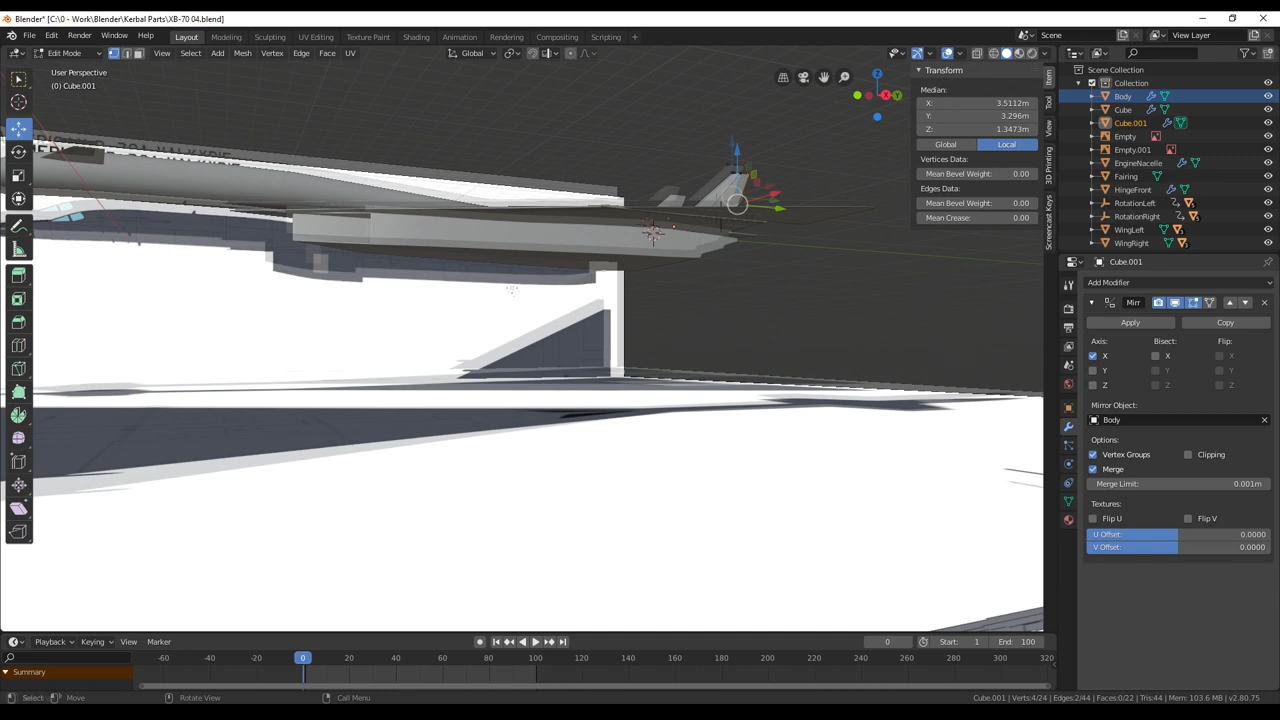 Blender* [C:\0 - Work\Blender\Kerbal Parts\XB-70 04.blend]
File Edit Render Window Help Layout Modeling Sculpting UV Editing Texture Paint Shading Animation Rendering Compositing Scripting + Scene View Layer
Edit Mode View Select Add Mesh Vertex Edge Face UV Global
User Perspective
(0) Cube.001
Transform
Median:
X: 3.5112m
Y: 3.296m
Z: 1.3473m
Global Local
Vertices Data:
Mean Bevel Weight: 0.00
Edges Data:
Mean Bevel Weight: 0.00
Mean Crease: 0.00
Item
Tool
View
3D Printing
Screencast Keys
Z
X
Y
Scene Collection
Collection
Body
Cube
Cube.001
Empty
Empty.001
EngineNacelle
Fairing
HingeFront
RotationLeft
RotationRight
WingLeft
WingRight
Cube.001
Add Modifier
Mirr
Apply Copy
Axis: Bisect: Flip:
X X X
Y Y Y
Z Z Z
Mirror Object:
Body
Options:
Vertex Groups Clipping
Merge
Merge Limit: 0.001m
Textures:
Flip U Flip V
U Offset: 0.0000
V Offset: 0.0000
Playback Keying View Marker 0 Start: 1 End: 100
-60 -40 -20 0 20 40 60 80 100 120 140 160 180 200 220 240 260 280 300 320
Summary
Select Move Rotate View Call Menu Cube.001 | Verts:4/24 | Edges:2/44 | Faces:0/22 | Tris:44 | Mem: 103.6 MB | v2.80.75